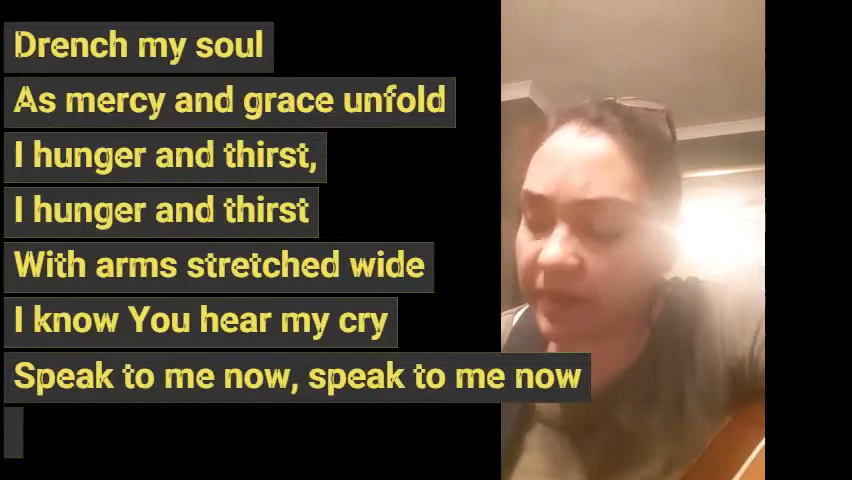 Drench my soul
As mercy and grace unfold
I hunger and thirst,
I hunger and thirst
With arms stretched wide
I know You hear my cry
Speak to me now, speak to me now